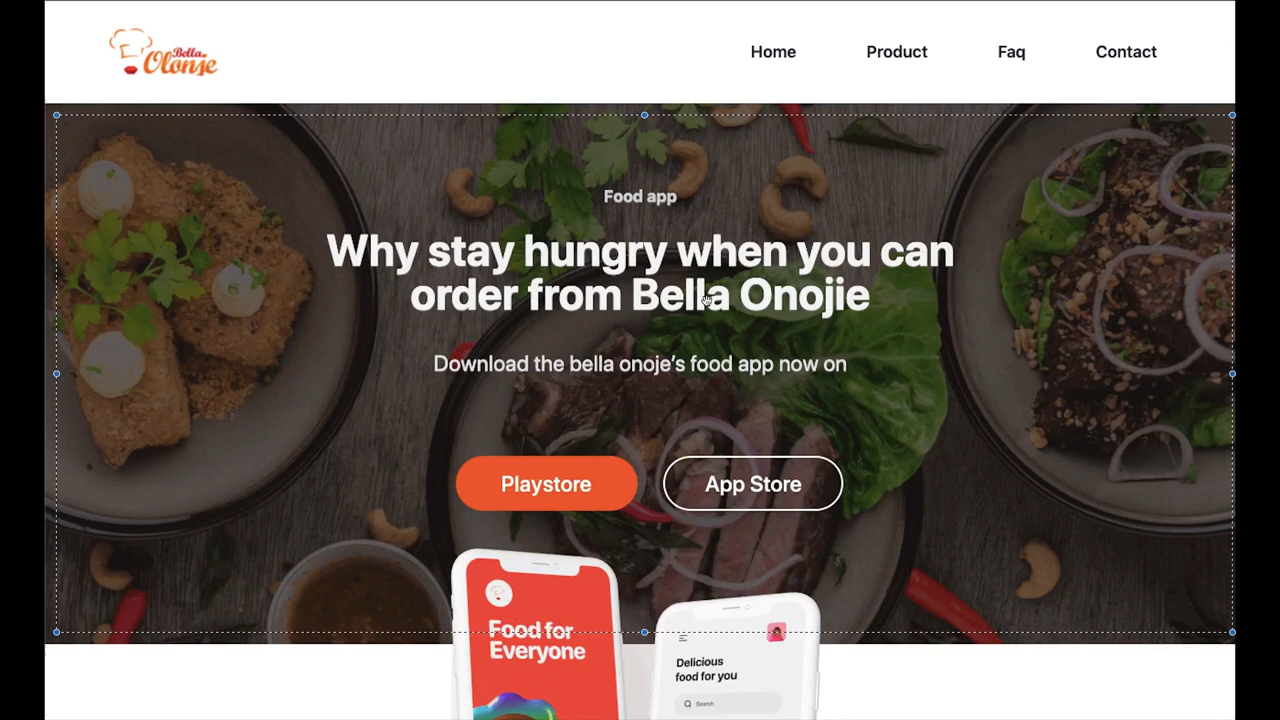 Bella
Olonje
Home Product Faq Contact
Food app
Why stay hungry when you can
order from Bella Onojie
Download the bella onoje’s food app now on
Playstore App Store
Food for
Everyone
Delicious
food for you
Search